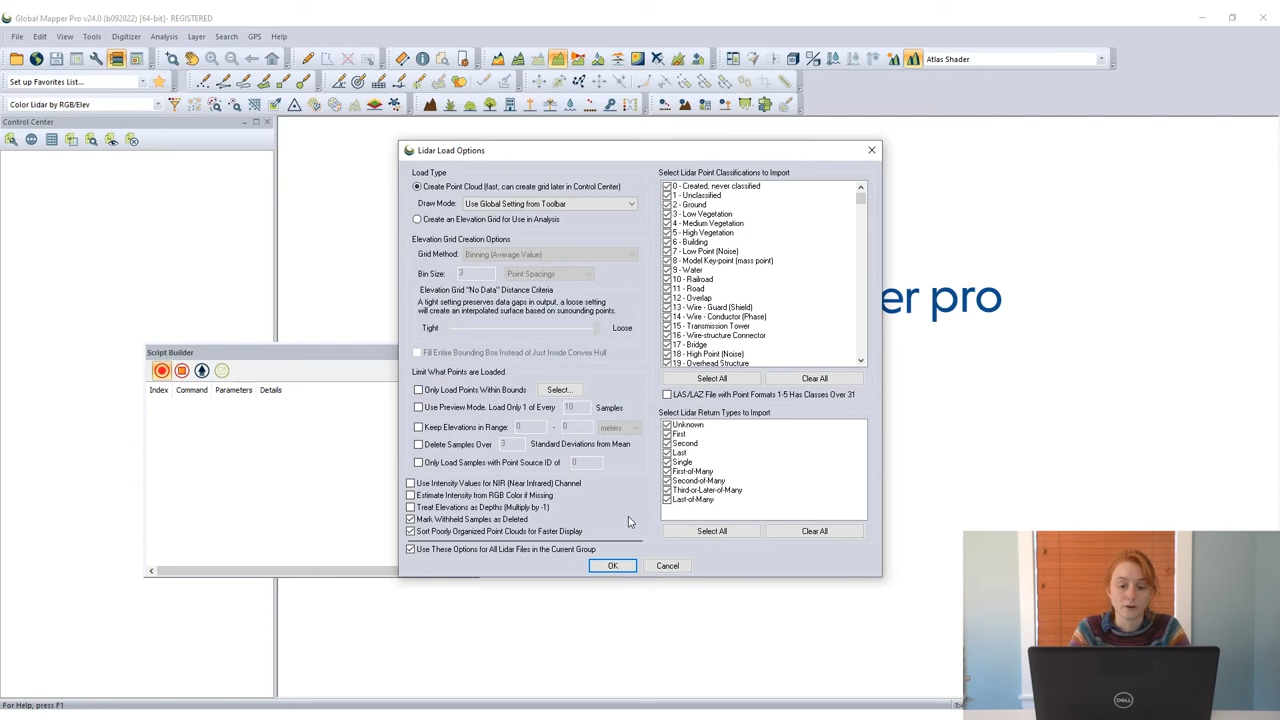 Global Mapper Pro v24.0 (b092822) [64-bit] - REGISTERED
File Edit View Tools Digitizer Analysis Layer Search GPS Help
Atlas Shader
Set up Favorites List...
Color Lidar by RGB/Elev
Control Center
er pro
Script Builder
Index Command Parameters Details
Lidar Load Options
Load Type
Create Point Cloud (fast, can create grid later in Control Center)
Draw Mode: Use Global Setting from Toolbar
Create an Elevation Grid for Use in Analysis
Elevation Grid Creation Options
Grid Method: Binning (Average Value)
Bin Size: 3 Point Spacings
Elevation Grid "No Data" Distance Criteria
A tight setting preserves data gaps in output, a loose setting
will create an interpolated surface based on surrounding points.
Tight Loose
Fill Entire Bounding Box Instead of Just Inside Convex Hull
Limit What Points are Loaded
Only Load Points Within Bounds Select...
Use Preview Mode. Load Only 1 of Every 10 Samples
Keep Elevations in Range: 0 - 0 meters
Delete Samples Over 3 Standard Deviations from Mean
Only Load Samples with Point Source ID of 0
Use Intensity Values for NIR (Near Infrared) Channel
Estimate Intensity from RGB Color if Missing
Treat Elevations as Depths (Multiply by -1)
Mark Withheld Samples as Deleted
Sort Poorly Organized Point Clouds for Faster Display
Use These Options for All Lidar Files in the Current Group
OK Cancel
Select Lidar Point Classifications to Import
0 - Created, never classified
1 - Unclassified
2 - Ground
3 - Low Vegetation
4 - Medium Vegetation
5 - High Vegetation
6 - Building
7 - Low Point (Noise)
8 - Model Key-point (mass point)
9 - Water
10 - Railroad
11 - Road
12 - Overlap
13 - Wire - Guard (Shield)
14 - Wire - Conductor (Phase)
15 - Transmission Tower
16 - Wire-structure Connector
17 - Bridge
18 - High Point (Noise)
19 - Overhead Structure
Select All Clear All
LAS/LAZ File with Point Formats 1-5 Has Classes Over 31
Select Lidar Return Types to Import
Unknown
First
Second
Last
Single
First-of-Many
Second-of-Many
Third-or-Later-of-Many
Last-of-Many
Select All Clear All
DELL
For Help, press F1